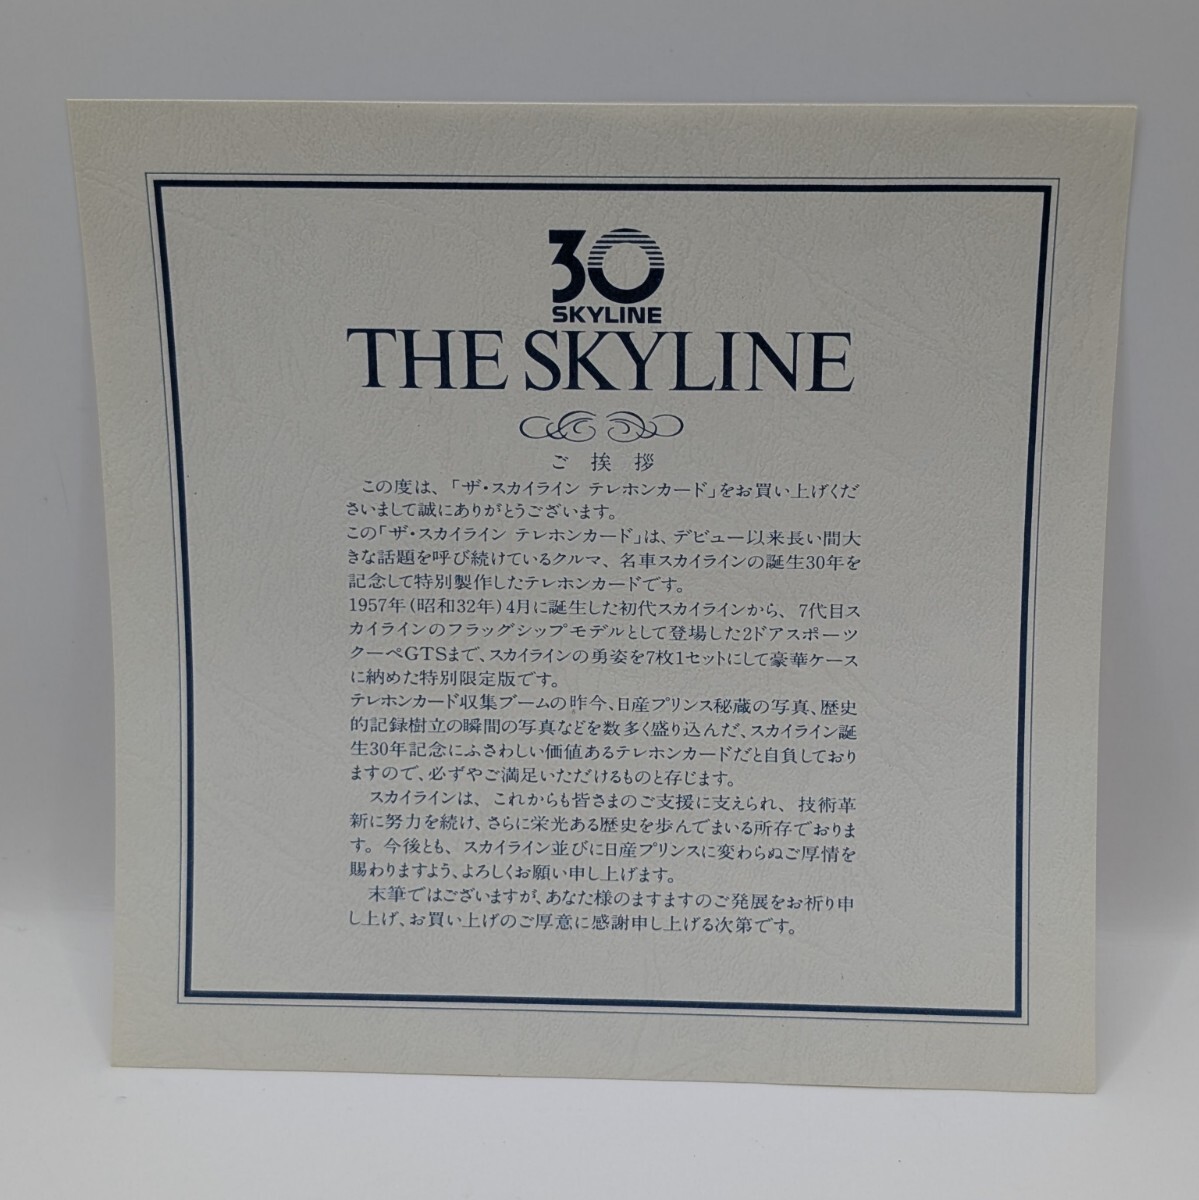 30
SKYLINE
THE SKYLINE
ご挨拶
この度は、「ザ・スカイライン テレホンカード」をお買い上げくだ
さいまして誠にありがとうございます。
この「ザ・スカイライン テレホンカード」は、デビュー以来長い間大
きな話題を呼び続けているクルマ、名車スカイラインの誕生30年を
記念して特別製作したテレホンカードです。
1957年(昭和32年)4月に誕生した初代スカイラインから、7代目ス
カイラインのフラッグシップモデルとして登場した2ドアスポーツ
クーペGTSまで、スカイラインの勇姿を7枚1セットにして豪華ケース
に納めた特別限定版です。
テレホンカード収集ブームの昨今、日産プリンス秘蔵の写真、歴史
的記録樹立の瞬間の写真などを数多く盛り込んだ、スカイライン誕
生30年記念にふさわしい価値あるテレホンカードだと自負しており
ますので、必ずやご満足いただけるものと存じます。
スカイラインは、これからも皆さまのご支援に支えられ、技術革
新に努力を続け、さらに栄光ある歴史を歩んでまいる所存でおりま
す。今後とも、スカイライン並びに日産プリンスに変わらぬご厚情を
賜わりますよう、よろしくお願い申し上げます。
末筆ではございますが、あなた様のますますのご発展をお祈り申
し上げ、お買い上げのご厚意に感謝申し上げる次第です。